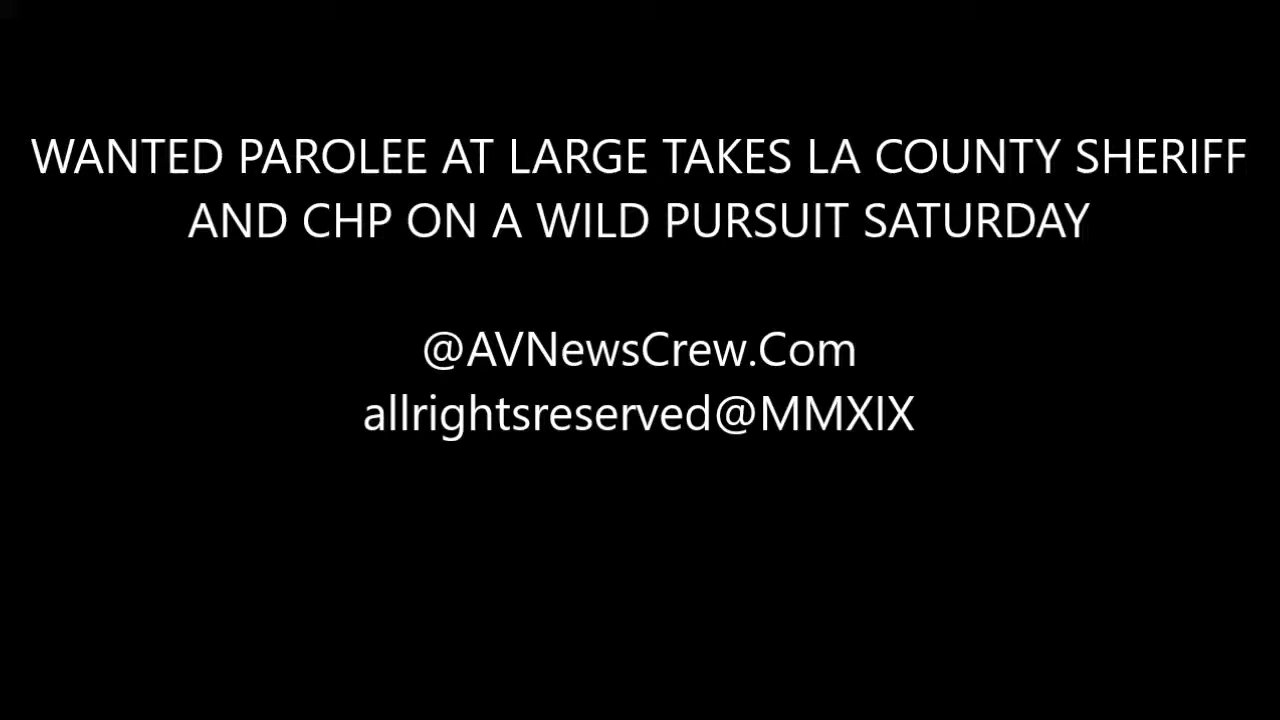 WANTED PAROLEE AT LARGE TAKES LA COUNTY SHERIFF
AND CHP ON A WILD PURSUIT SATURDAY
@AVNewsCrew.Com
allrightsreserved@MMXIX